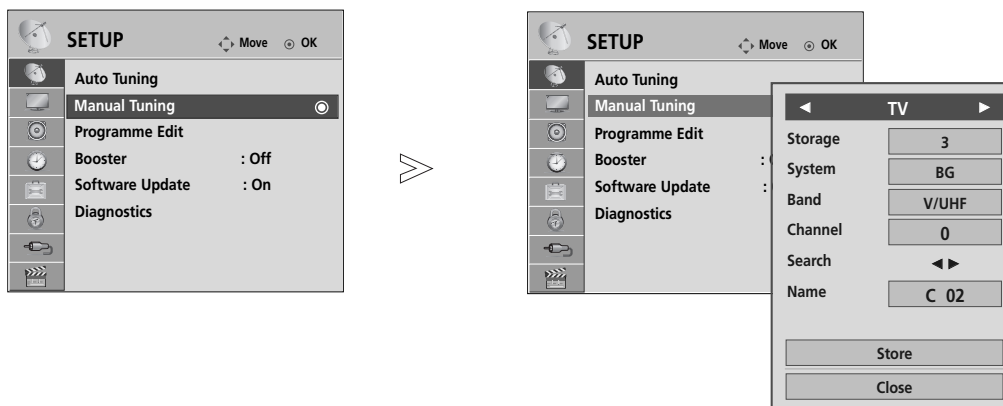 SETUP Move OK
Auto Tuning
Manual Tuning
Programme Edit
Booster : Off
Software Update : On
Diagnostics
SETUP Move OK
Auto Tuning
Manual Tuning
Programme Edit
Booster :
Software Update :
Diagnostics
◄ TV ►
Storage 3
System BG
Band V/UHF
Channel 0
Search ◄ ►
Name C 02
Store
Close